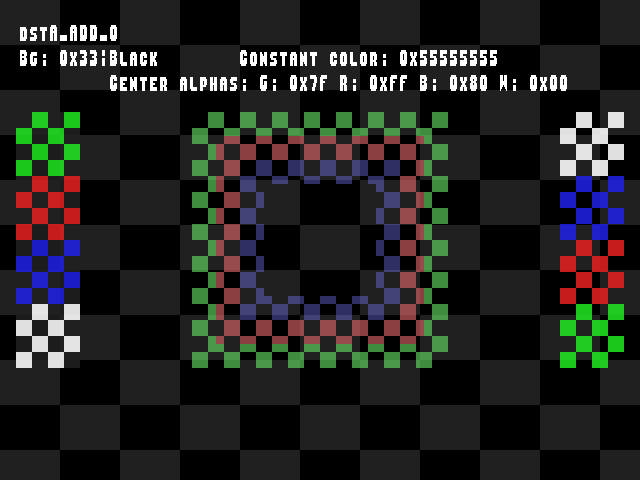 dstA_ADD_0
Bg: 0x33|Black Constant color: 0x55555555
Center alphas: G: 0x7f R: 0xff B: 0x80 W: 0x00